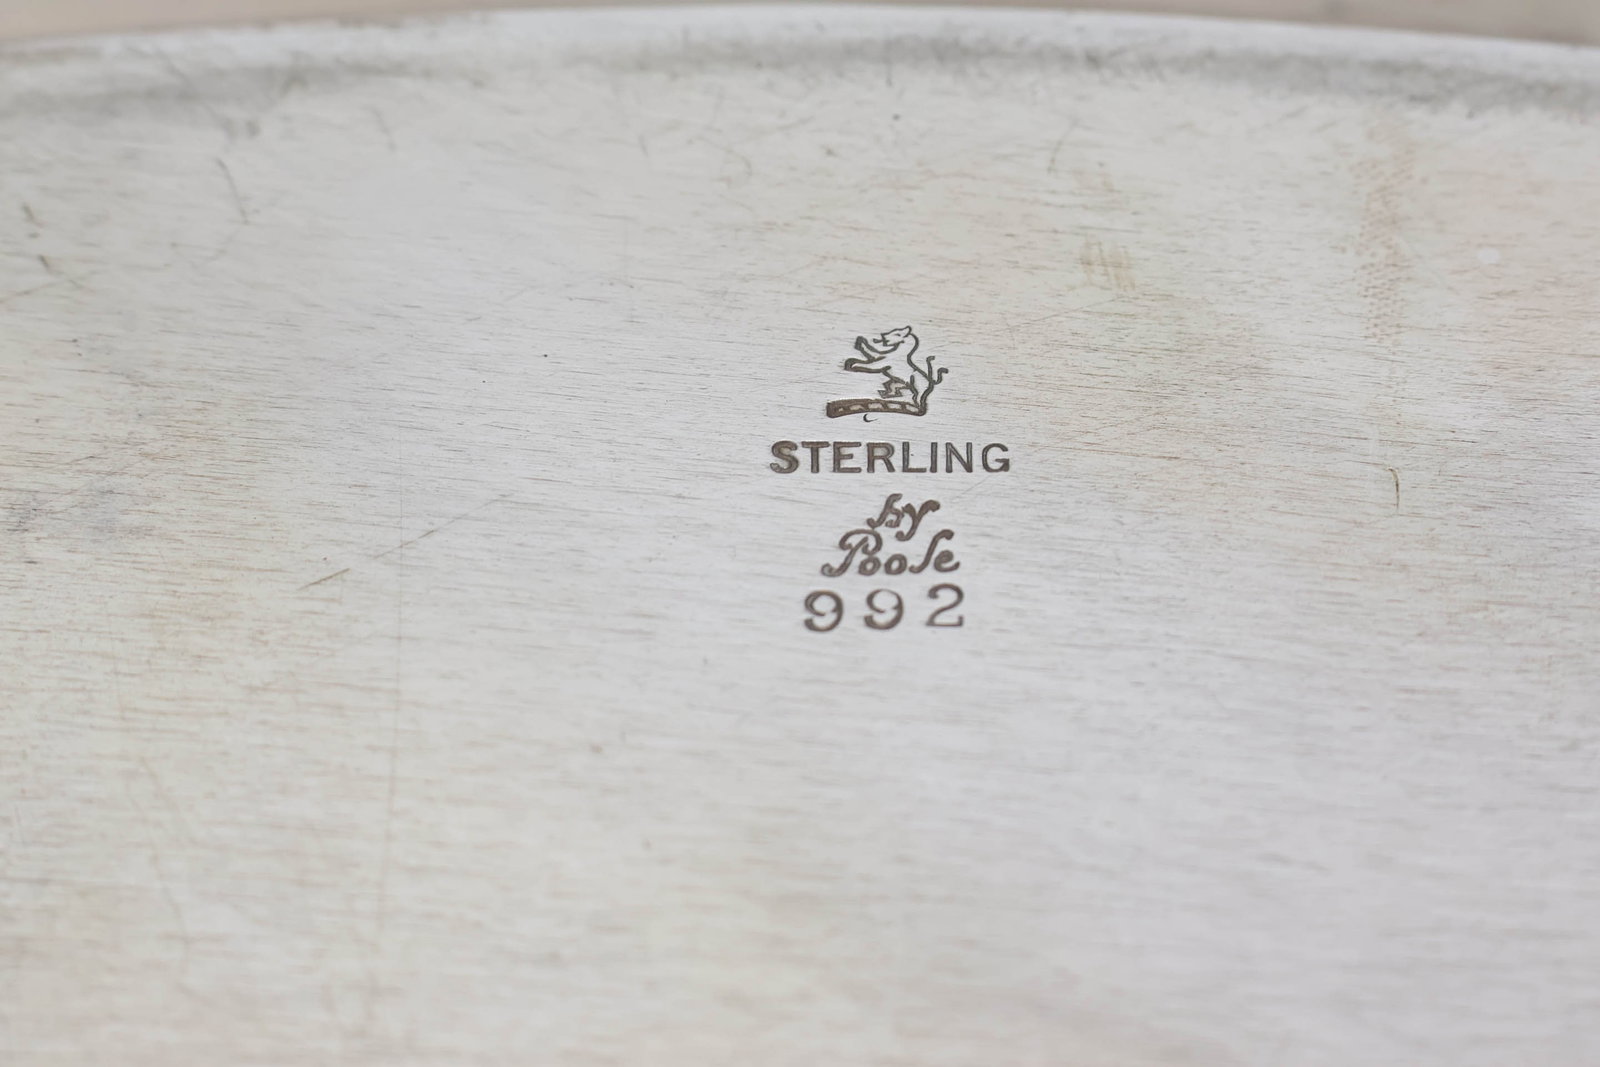 STERLING
by
Poole
992